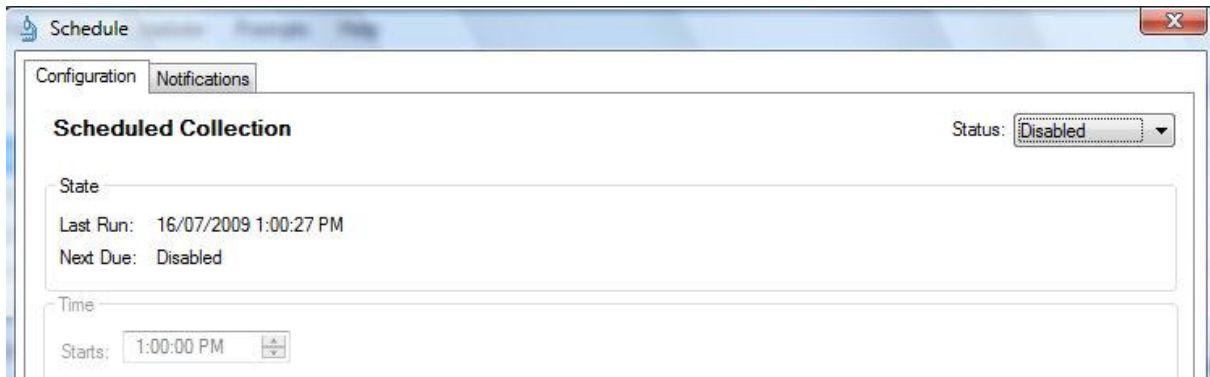 Schedule
Help
Configuration Notifications
Scheduled Collection
Status: Disabled
State
Last Run: 16/07/2009 1:00:27 PM
Next Due: Disabled
Time
Starts: 1:00:00 PM